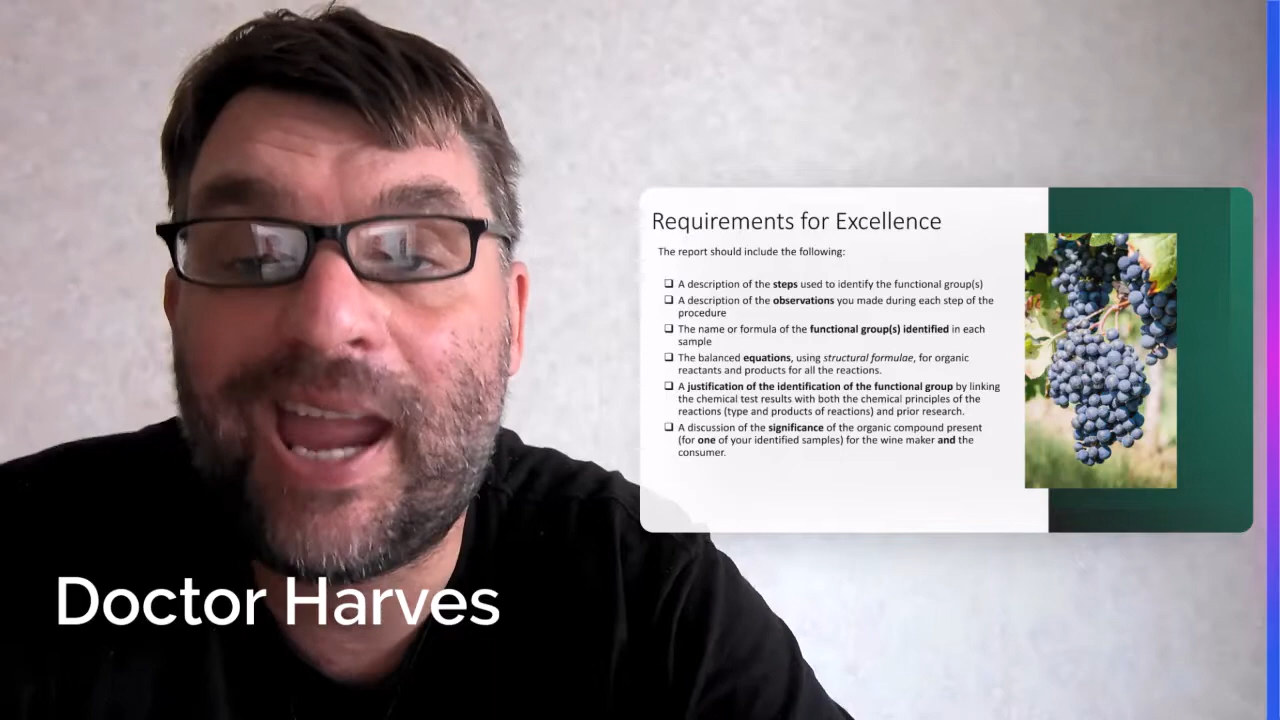 Requirements for Excellence
The report should include the following:
❑ A description of the steps used to identify the functional group(s)
❑ A description of the observations you made during each step of the
procedure
❑ The name or formula of the functional group(s) identified in each
sample
❑ The balanced equations, using structural formulae, for organic
reactants and products for all the reactions.
❑ A justification of the identification of the functional group by linking
the chemical test results with both the chemical principles of the
reactions (type and products of reactions) and prior research.
❑ A discussion of the significance of the organic compound present
(for one of your identified samples) for the wine maker and the
consumer.
Doctor Harves